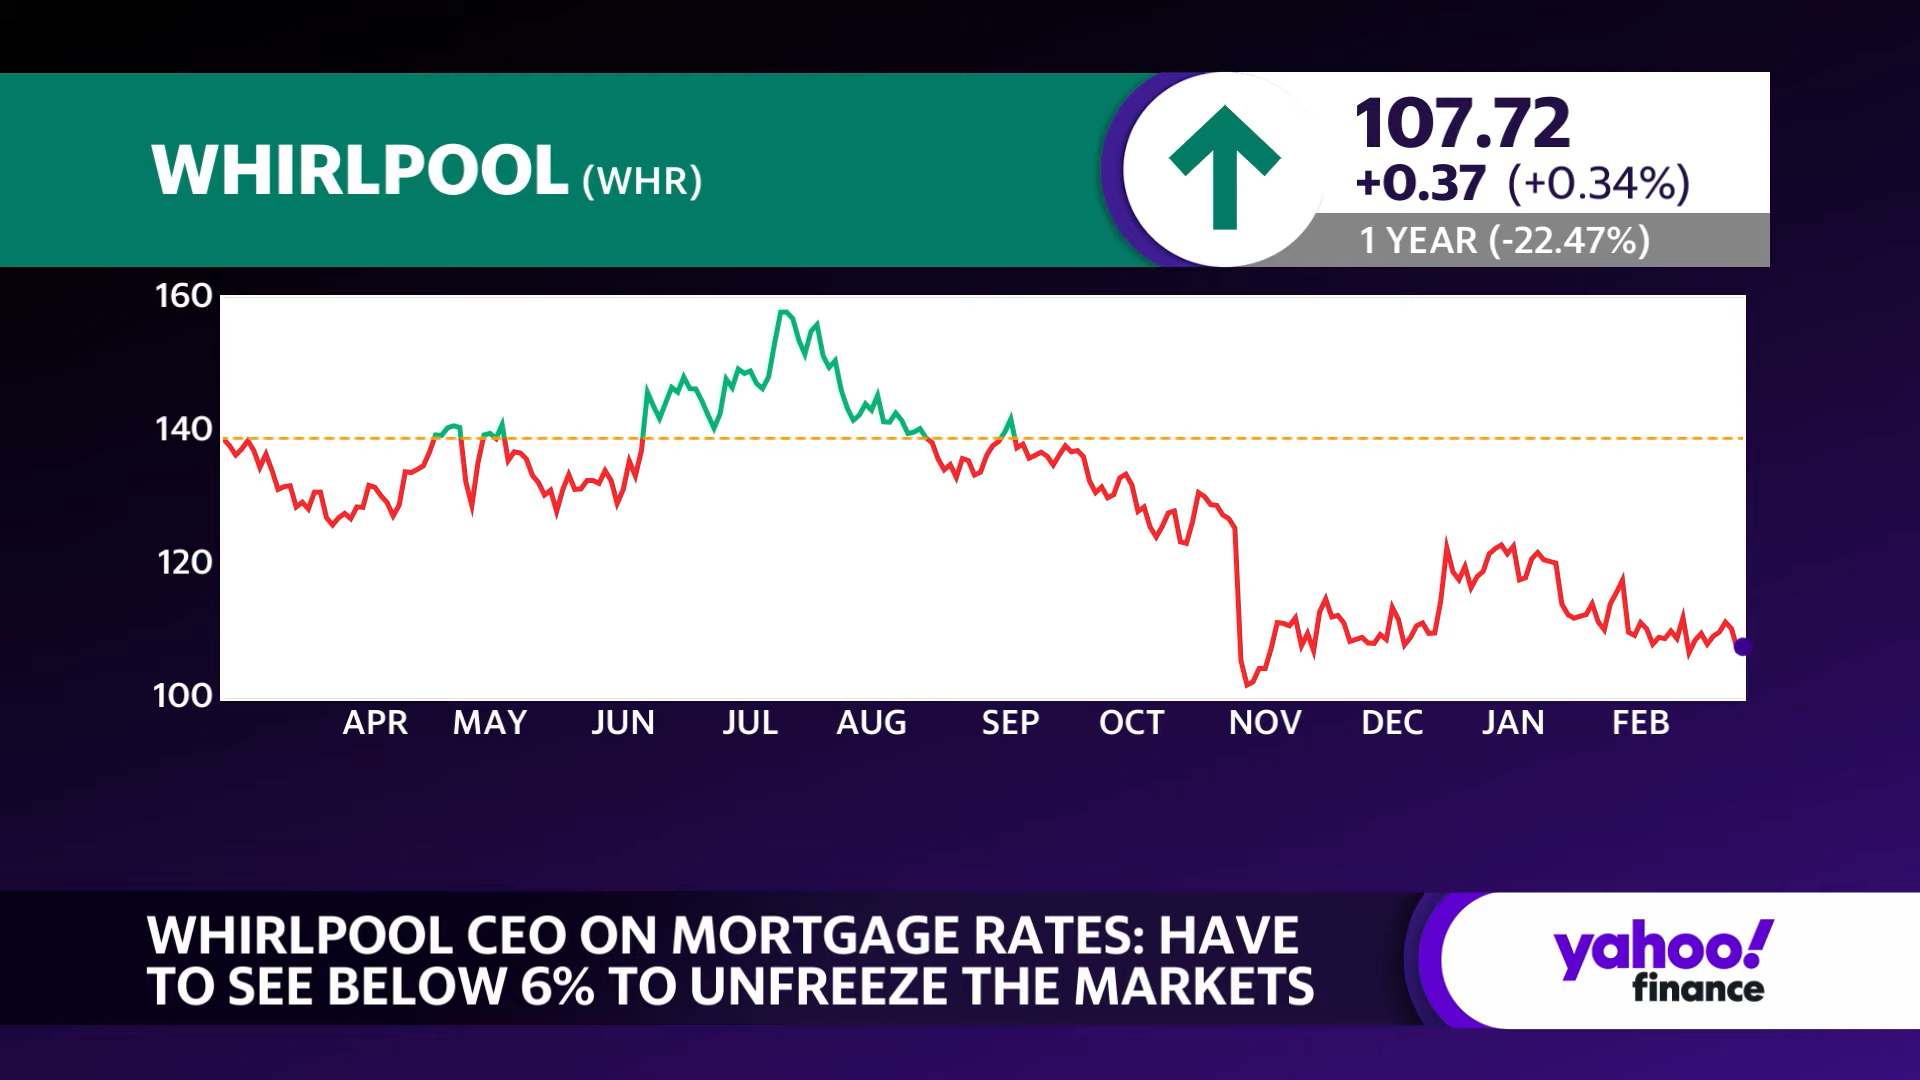 WHIRLPOOL (WHR)
107.72
+0.37 (+0.34%)
1 YEAR (-22.47%)
160
140
120
100
APR MAY JUN JUL AUG SEP OCT NOV DEC JAN FEB
WHIRLPOOL CEO ON MORTGAGE RATES: HAVE
TO SEE BELOW 6% TO UNFREEZE THE MARKETS
yahoo!
finance